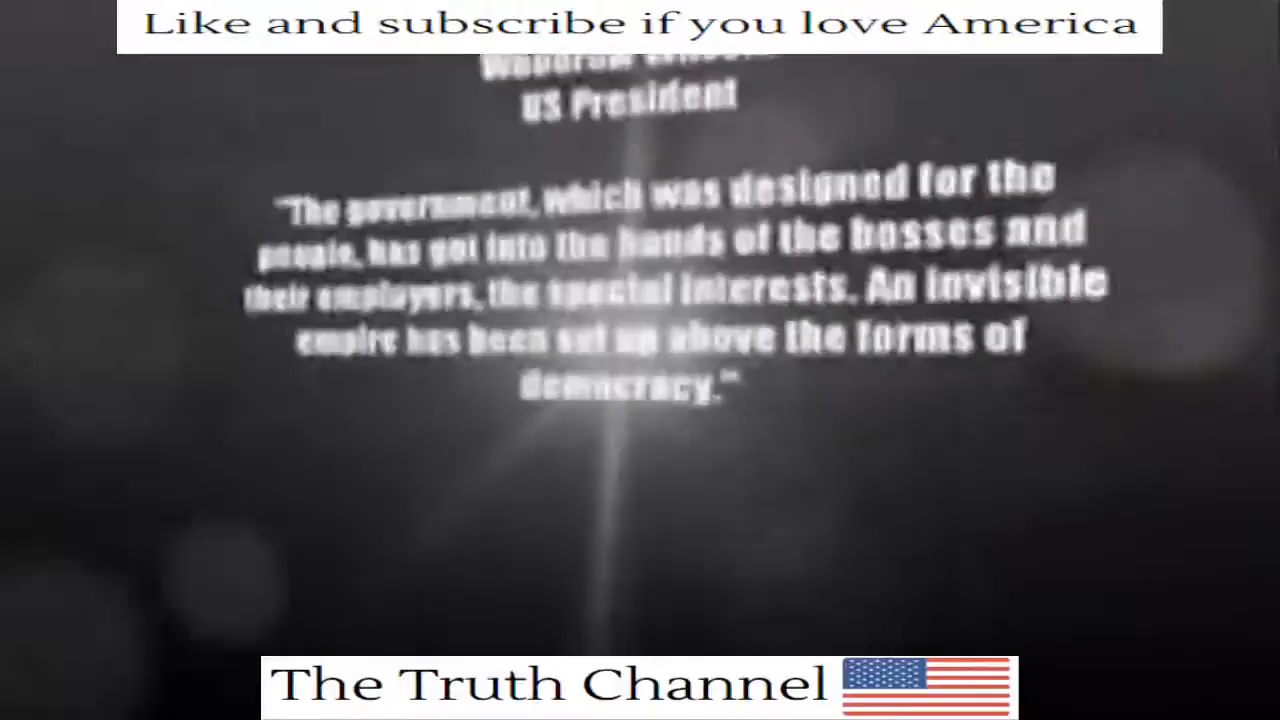 Like and subscribe if you love America
Woodrow
US President
"The government, which was designed for the
people, has got into the hands of the bosses and
their employers, the special interests. An invisible
empire has been set up above the forms of
democracy."
The Truth Channel